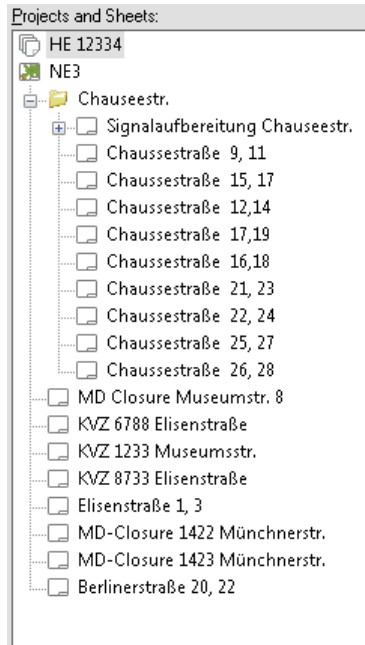 Projects and Sheets:
HE 12334
NE3
Chauseestr.
Signalaufbereitung Chauseestr.
Chaussestraße 9, 11
Chaussestraße 15, 17
Chaussestraße 12,14
Chaussestraße 17,19
Chaussestraße 16,18
Chaussestraße 21, 23
Chaussestraße 22, 24
Chaussestraße 25, 27
Chaussestraße 26, 28
MD Closure Museumstr. 8
KVZ 6788 Elisenstraße
KVZ 1233 Museumsstr.
KVZ 8733 Elisenstraße
Elisenstraße 1, 3
MD-Closure 1422 Münchnerstr.
MD-Closure 1423 Münchnerstr.
Berlinerstraße 20, 22